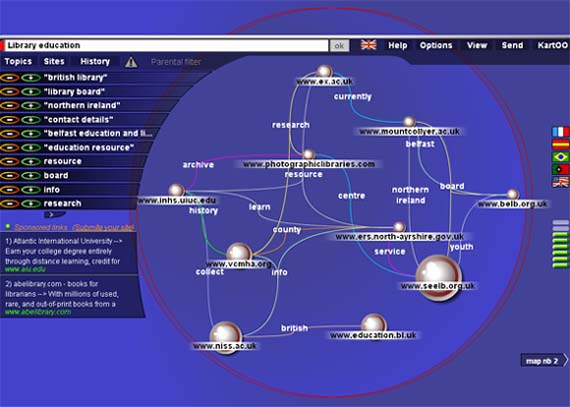 Library education
ok
Help Options View Send KartOO
Topics Sites History Parental filter
"british library"
"library board"
"northern ireland"
"contact details"
"belfast education and li...
"education resource"
resource
board
info
research
>
Sponsored links (Submit your site)
1) Atlantic International University -->
Earn your college degree entirely
through distance learning, credit for
www.aiu.edu
2) abelibrary.com - books for
librarians --> With millions of used,
rare, and out-of-print books from a
www.abelibrary.com
www.ex.ac.uk
currently
research
www.mountcollyer.ac.uk
belfast
archive
www.photographiclibraries.com
resource
northern
ireland
board
centre
www.inhs.uiuc.edu
history
learn
www.belb.org.uk
county
www.ers.north-ayrshire.gov.uk
service
youth
www.vcmha.org
collect
info
www.seelb.org.uk
british
www.education.bl.uk
www.niss.ac.uk
map nb 2